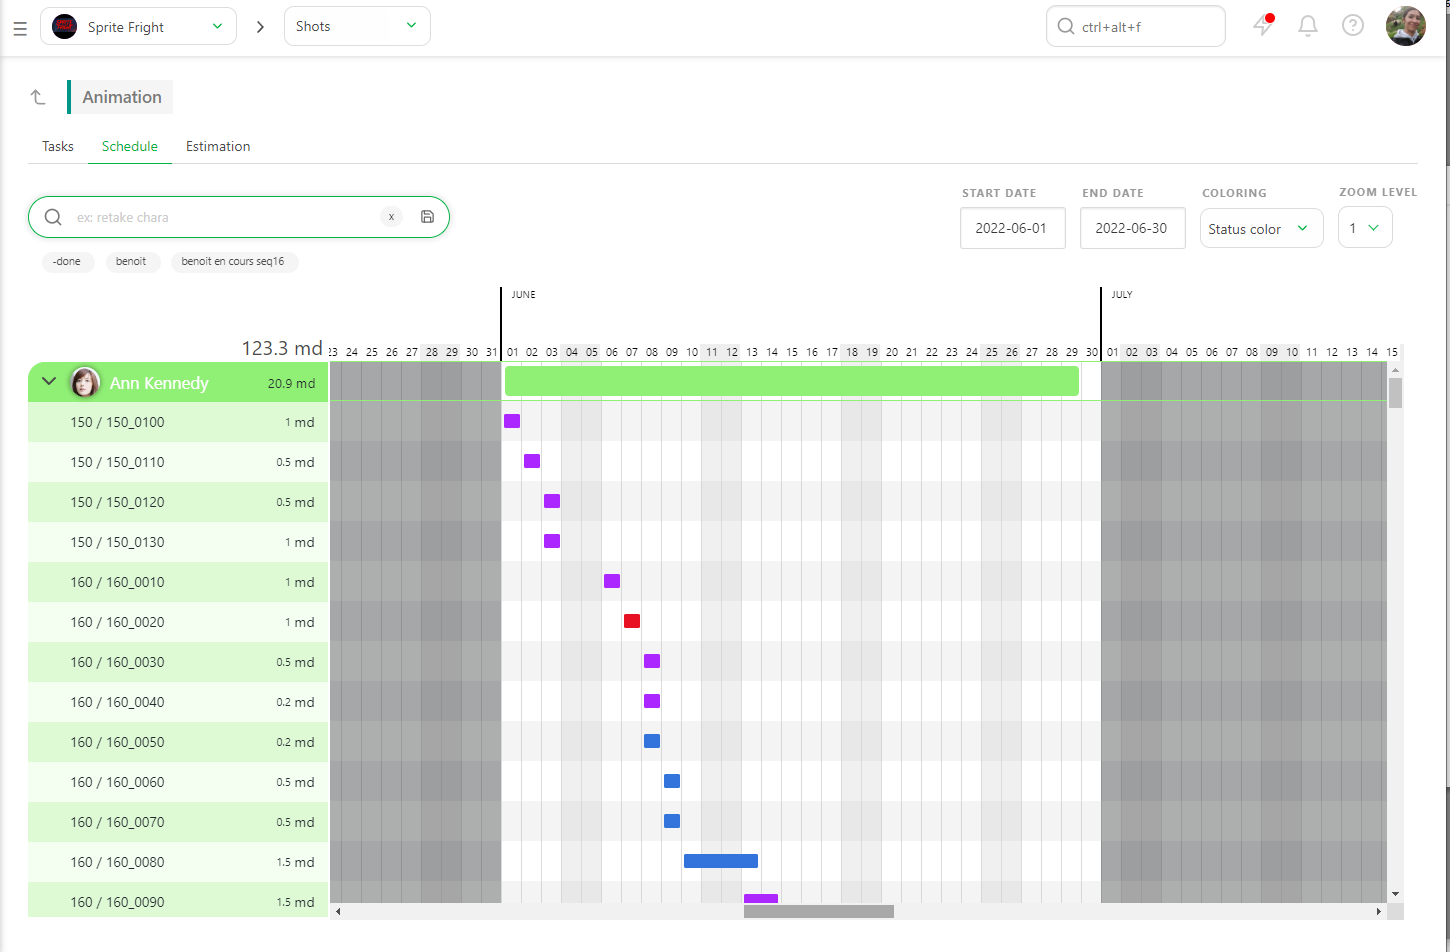 Sprite Fright
Shots
ctrl+alt+f
Animation
Tasks Schedule Estimation
START DATE END DATE COLORING ZOOM LEVEL
ex: retake chara x
2022-06-01 2022-06-30 Status color 1
-done benoit benoit en cours seq16
JUNE JULY
123.3 md 23 24 25 26 27 28 29 30 31 01 02 03 04 05 06 07 08 09 10 11 12 13 14 15 16 17 18 19 20 21 22 23 24 25 26 27 28 29 30 01 02 03 04 05 06 07 08 09 10 11 12 13 14 15
Ann Kennedy 20.9 md
150 / 150_0100 1 md
150 / 150_0110 0.5 md
150 / 150_0120 0.5 md
150 / 150_0130 1 md
160 / 160_0010 1 md
160 / 160_0020 1 md
160 / 160_0030 0.5 md
160 / 160_0040 0.2 md
160 / 160_0050 0.2 md
160 / 160_0060 0.5 md
160 / 160_0070 0.5 md
160 / 160_0080 1.5 md
160 / 160_0090 1.5 md